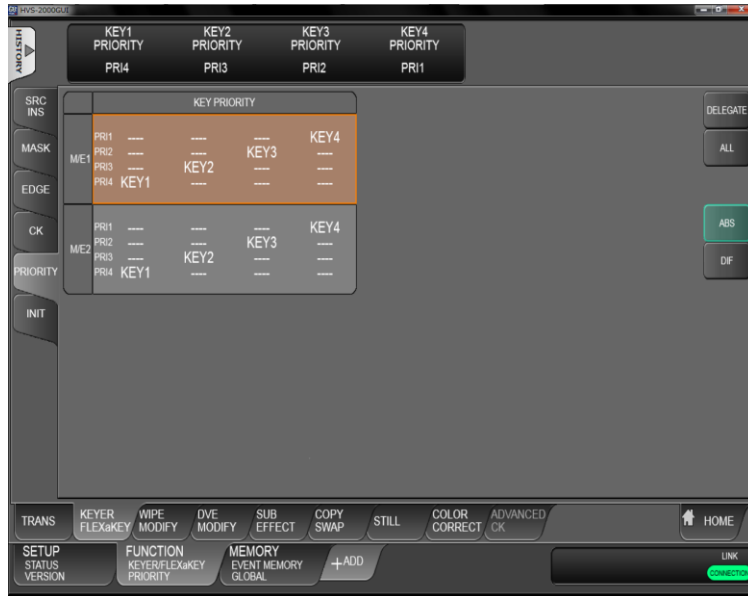 HVS-2000GUI
HISTORY
KEY1 KEY2 KEY3 KEY4
PRIORITY PRIORITY PRIORITY PRIORITY
PRI4 PRI3 PRI2 PRI1
SRC
INS
MASK
EDGE
CK
PRIORITY
INIT
KEY PRIORITY
M/E1
PRI1 ---- ---- ---- KEY4
PRI2 ---- ---- KEY3 ----
PRI3 ---- KEY2 ---- ----
PRI4 KEY1 ---- ---- ----
M/E2
PRI1 ---- ---- ---- KEY4
PRI2 ---- ---- KEY3 ----
PRI3 ---- KEY2 ---- ----
PRI4 KEY1 ---- ---- ----
DELEGATE
ALL
ABS
DIF
TRANS
KEYER
FLEXaKEY
WIPE
MODIFY
DVE
MODIFY
SUB
EFFECT
COPY
SWAP
STILL
COLOR
CORRECT
ADVANCED
CK
HOME
SETUP
STATUS
VERSION
FUNCTION
KEYER/FLEXaKEY
PRIORITY
MEMORY
EVENT MEMORY
GLOBAL
+ADD
LINK
CONNECTION